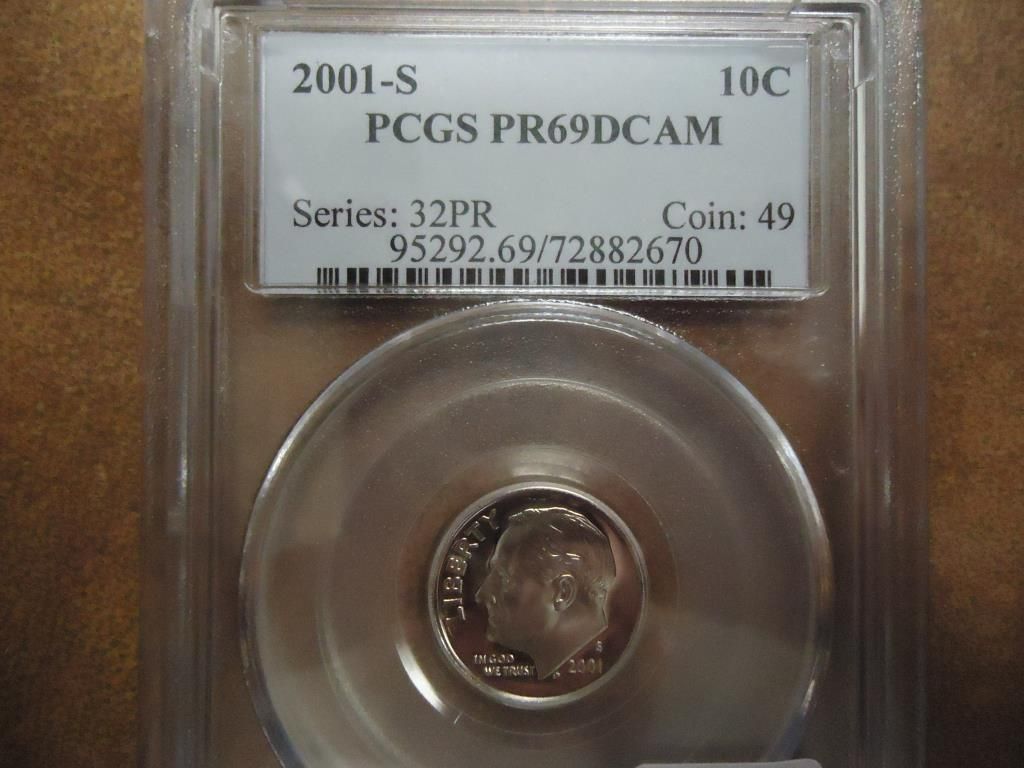 2001-S 10C
PCGS PR69DCAM
Series: 32PR Coin: 49
95292.69/72882670
LIBERTY
IN GOD
WE TRUST
S
2001